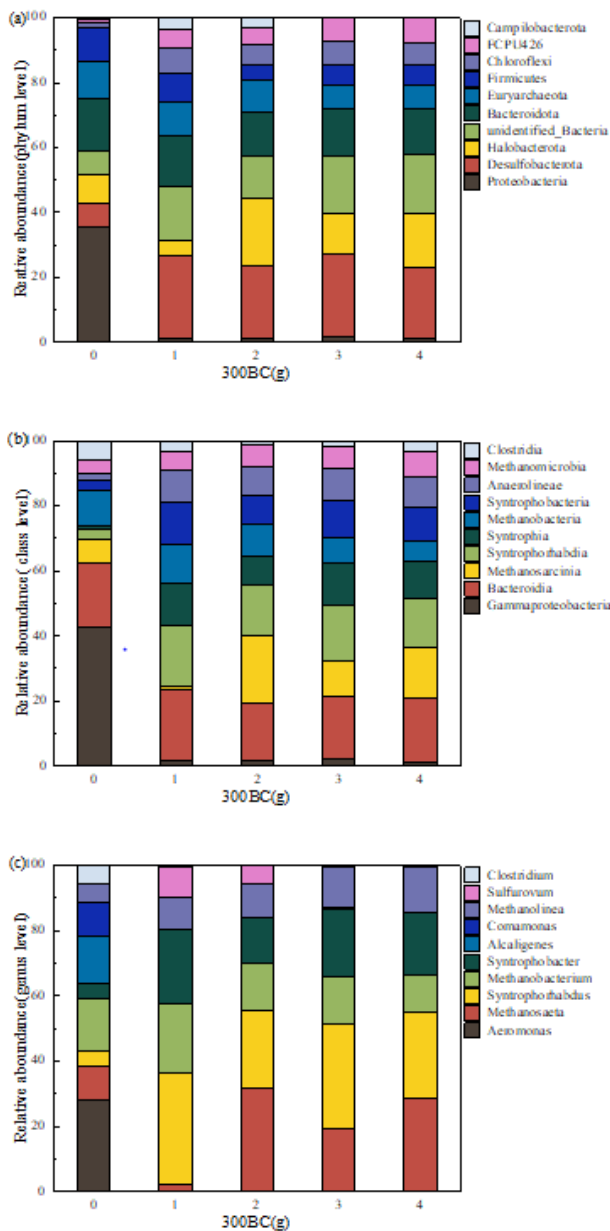 (a)
Reative aboundance(phylum level)
100
80
60
40
20
0
0 1 2 3 4
300BC(g)
Campilobacterota
FCPU426
Chloroflexi
Firmicutes
Euryarchaeota
Bacteroidota
unidentified_Bacteria
Halobacterota
Desulfobacterota
Proteobacteria
(b)
Relative aboundance( class level)
100
80
60
40
20
0
0 1 2 3 4
300BC(g)
Clostridia
Methanomicrobia
Anaerolineae
Syntrophobacteria
Methanobacteria
Syntrophia
Syntrophorhabdia
Methanosarcinia
Bacteroidia
Gammaproteobacteria
(c)
Relative aboundance(genus level)
100
80
60
40
20
0
0 1 2 3 4
300BC(g)
Clostridium
Sulfurovum
Methanolinea
Comamonas
Alcaligenes
Syntrophobacter
Methanobacterium
Syntrophorhabdus
Methanosaeta
Aeromonas